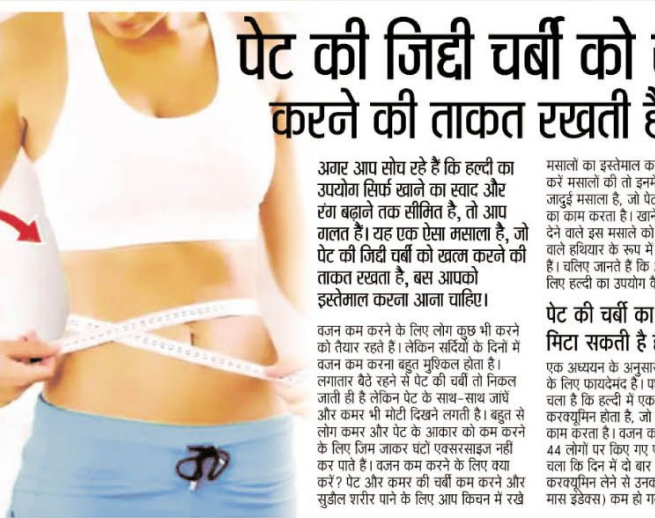 पेट की जिद्दी चर्बी को
करने की ताकत रखती
अगर आप सोच रहे हैं कि हल्दी का
उपयोग सिर्फ खाने का स्वाद और
रंग बढ़ाने तक सीमित है, तो आप
गलत हैं। यह एक ऐसा मसाला है, जो
पेट की जिद्दी चर्बी को खत्म करने की
ताकत रखता है, बस आपको
इस्तेमाल करना आना चाहिए।
वजन कम करने के लिए लोग कुछ भी करने
को तैयार रहते हैं। लेकिन सर्दियों के दिनों में
वजन कम करना बहुत मुश्किल होता है।
लगातार बैठे रहने से पेट की चर्बी तो निकल
जाती ही है लेकिन पेट के साथ-साथ जांघें
और कमर भी मोटी दिखने लगती है। बहुत से
लोग कमर और पेट के आकार को कम करने
के लिए जिम जाकर घंटों एक्सरसाइज नहीं
कर पाते हैं। वजन कम करने के लिए क्या
करें? पेट और कमर की चर्बी कम करने और
सुडौल शरीर पाने के लिए आप किचन में रखे
मसालों का इस्तेमाल
करें मसालों की तो
जादुई मसाला है, जो
का काम करता है।
देने वाले इस मसाले को
वाले हथियार के रूप में
हैं। चलिए जानते हैं कि
लिए हल्दी का उपयोग
पेट की चर्बी का
मिटा सकती है
एक अध्ययन के
के लिए फायदेमंद है।
चला है कि हल्दी में एक
करक्यूमिन होता है, जो
काम करता है। वजन
44 लोगों पर किए गए
चला कि दिन में दो बार
करक्यूमिन लेने से
मास इंडेक्स) कम हो